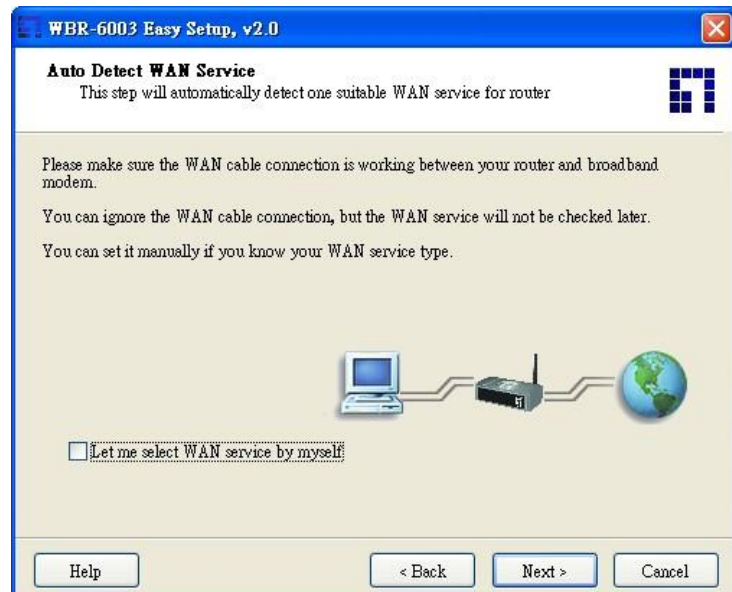 WBR-6003 Easy Setup, v2.0
Auto Detect WAN Service
This step will automatically detect one suitable WAN service for router
Please make sure the WAN cable connection is working between your router and broadband
modem.
You can ignore the WAN cable connection, but the WAN service will not be checked later.
You can set it manually if you know your WAN service type.
Let me select WAN service by myself
Help
< Back
Next >
Cancel